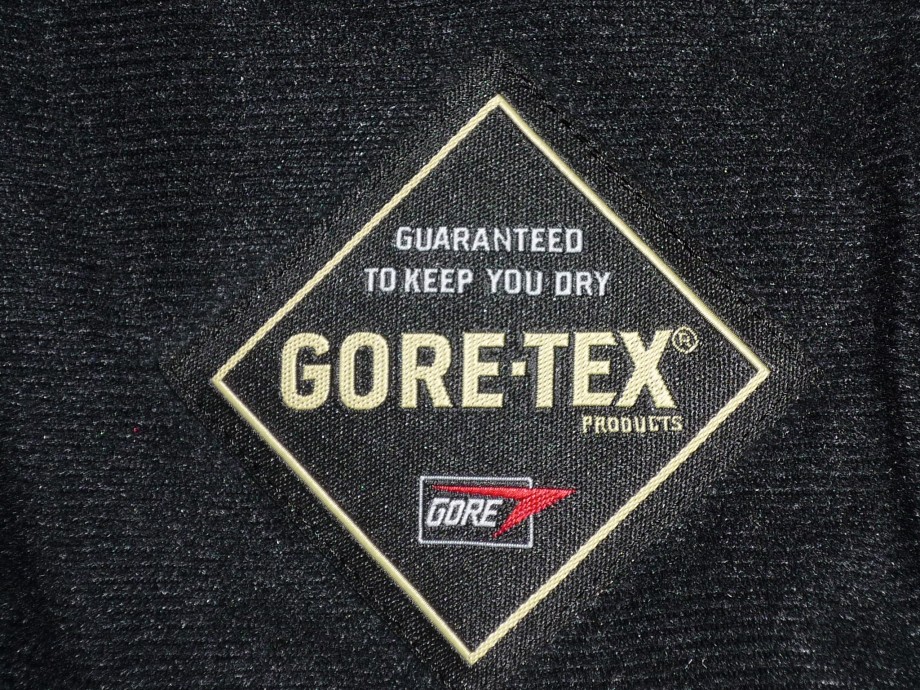 GUARANTEED
TO KEEP YOU DRY
GORE-TEX®
PRODUCTS
GORE